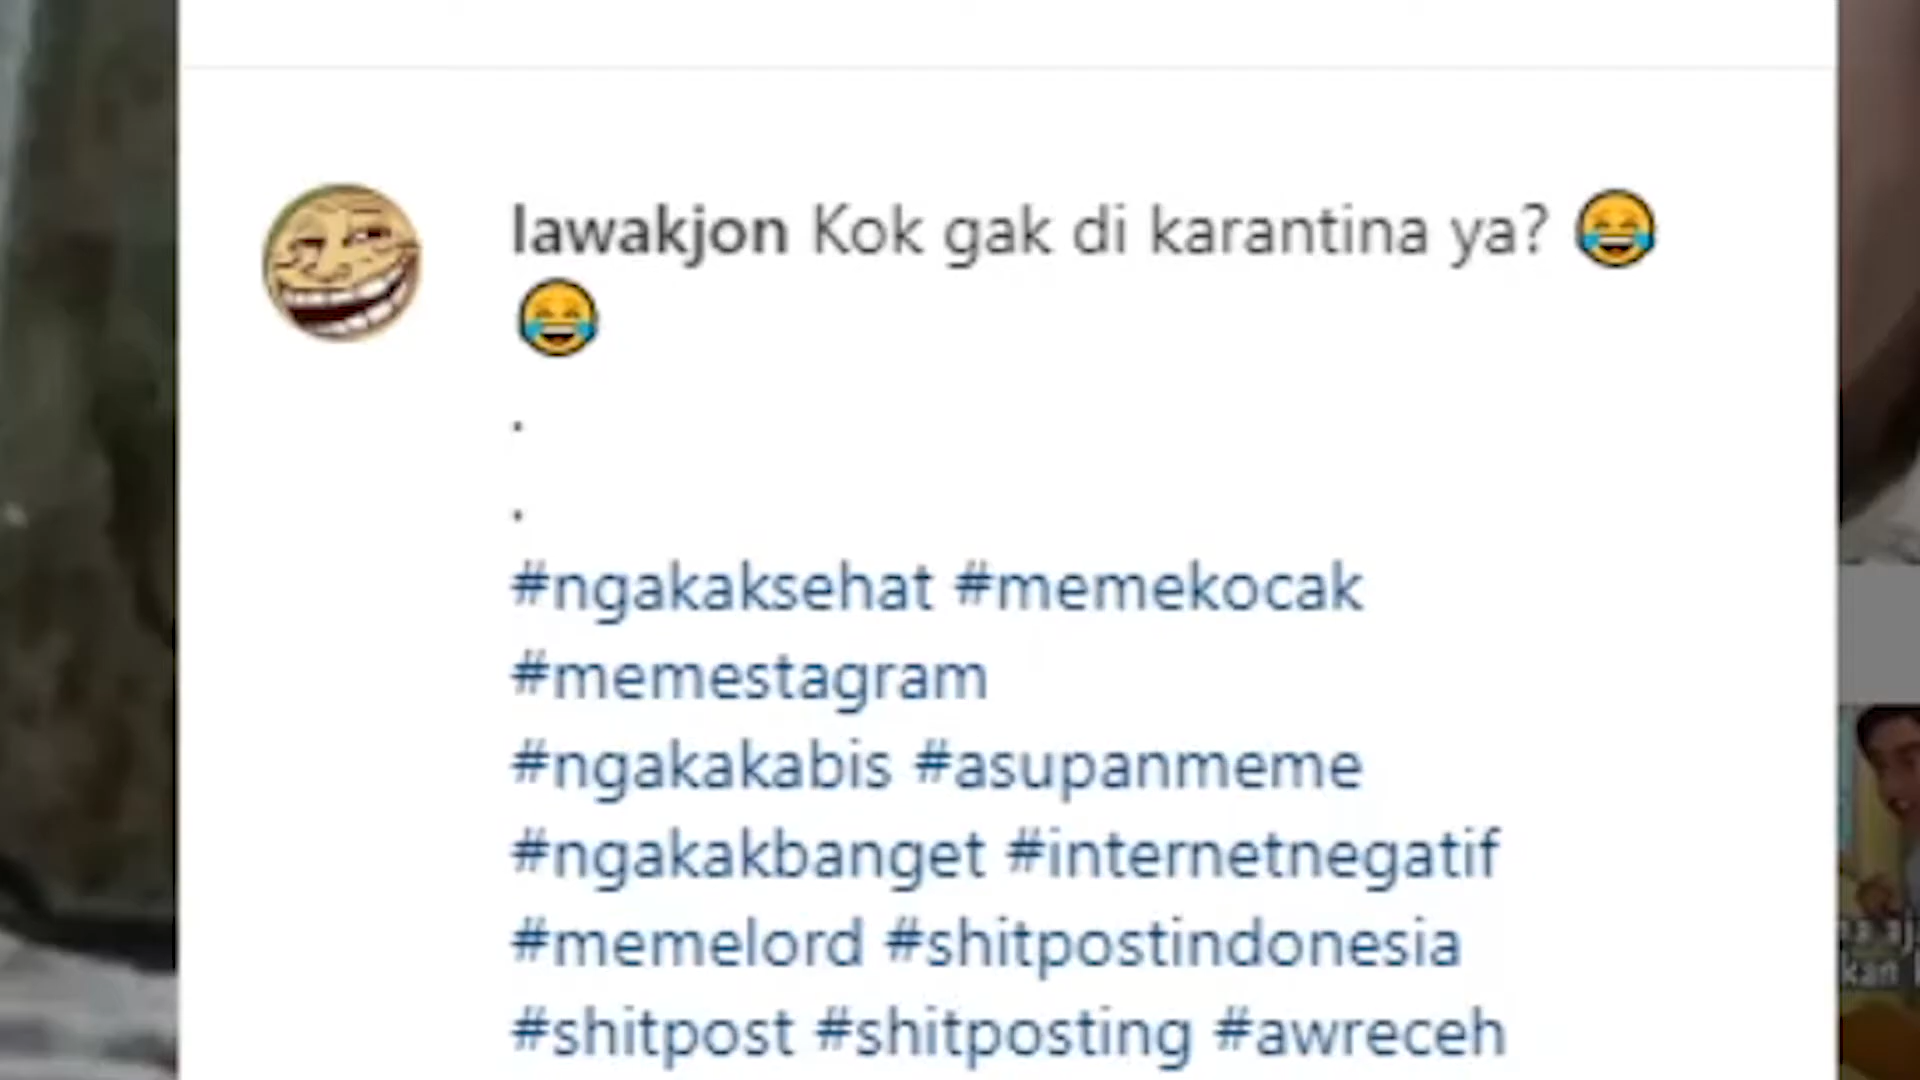 lawakjon Kok gak di karantina ya? 😂
😂
.
.
#ngakaksehat #memekocak
#memestagram
#ngakakabis #asupanmeme
#ngakakbanget #internetnegatif
#memelord #shitpostindonesia
#shitpost #shitposting #awreceh